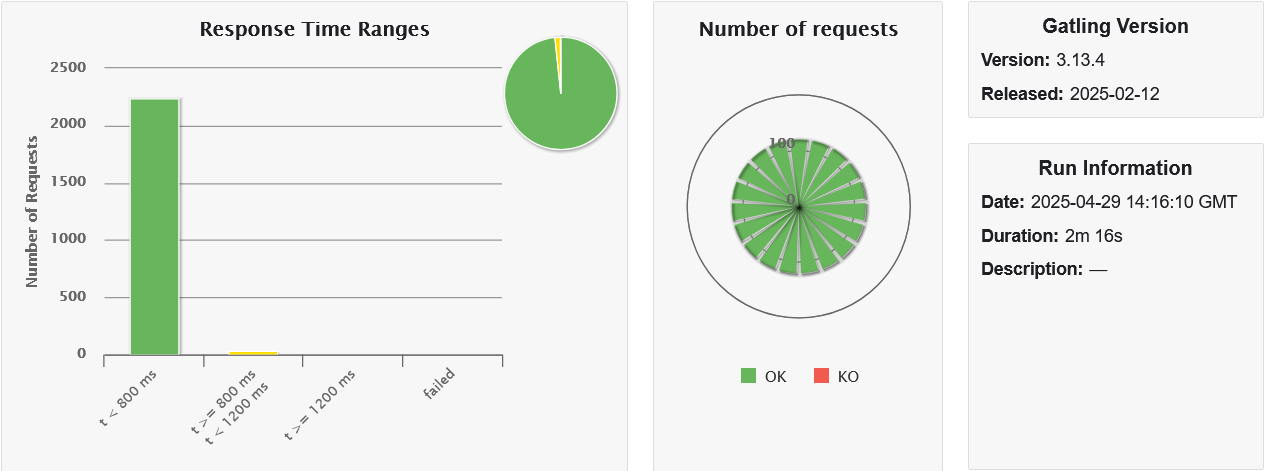 Response Time Ranges
Number of Requests
2500
2000
1500
1000
500
0
t < 800 ms
t >= 800 ms
t < 1200 ms
t >= 1200 ms
failed
Number of requests
100
0
OK
KO
Gatling Version
Version: 3.13.4
Released: 2025-02-12
Run Information
Date: 2025-04-29 14:16:10 GMT
Duration: 2m 16s
Description: —